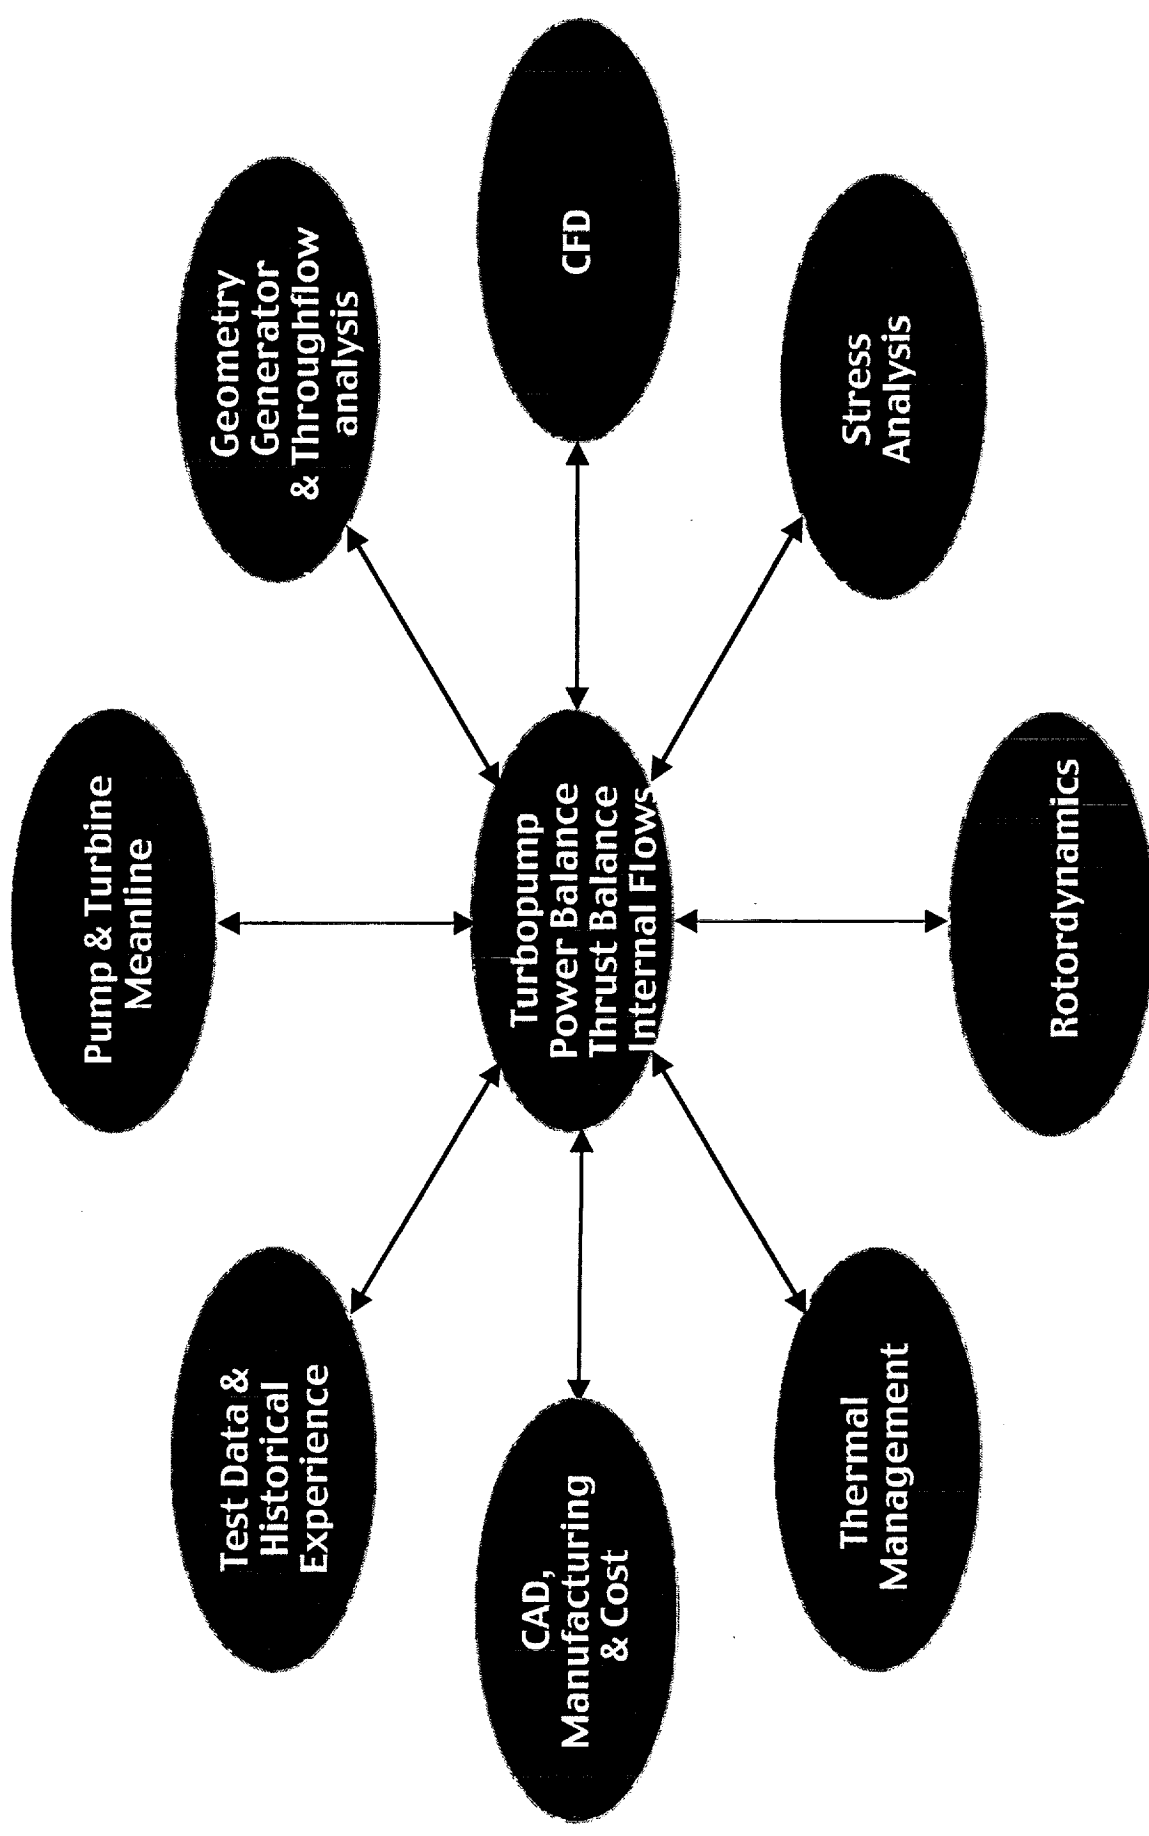 Pump & Turbine
Meanline
Test Data &
Historical
Experience
Geometry
Generator
& Throughflow
analysis
CAD,
Manufacturing
& Cost
Turbopump
Power Balance
Thrust Balance
Internal Flows
CFD
Thermal
Management
Stress
Analysis
Rotordynamics